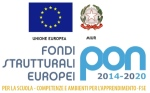 UNIONE EUROPEA
MIUR
FONDI
STRUTTURALI
EUROPEI
pon
2014-2020
PER LA SCUOLA - COMPETENZE E AMBIENTI PER L'APPRENDIMENTO - FSE